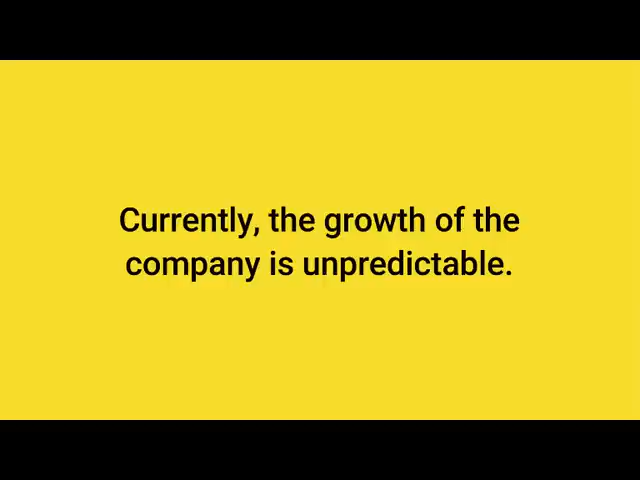 Currently, the growth of the
company is unpredictable.